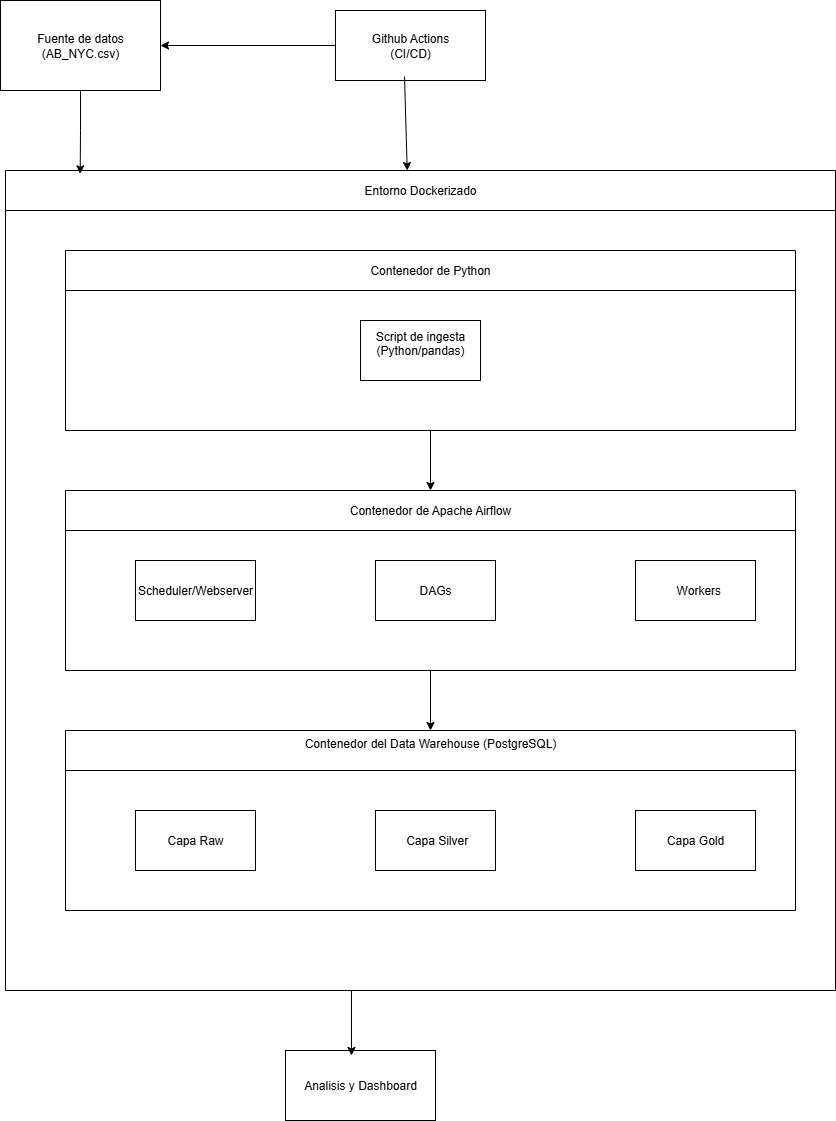 Fuente de datos
(AB_NYC.csv)
Github Actions
(CI/CD)
Entorno Dockerizado
Contenedor de Python
Script de ingesta
(Python/pandas)
Contenedor de Apache Airflow
Scheduler/Webserver
DAGs
Workers
Contenedor del Data Warehouse (PostgreSQL)
Capa Raw
Capa Silver
Capa Gold
Analisis y Dashboard